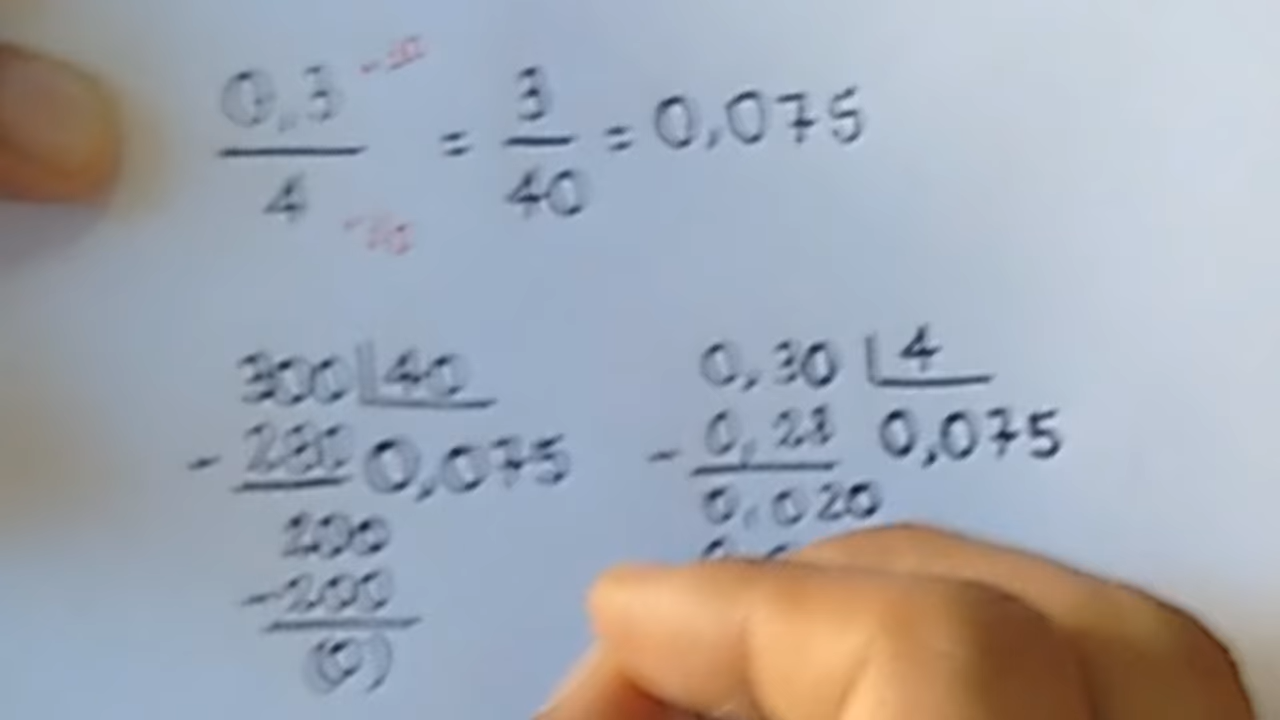 0,3 / 4 = 3 / 40 = 0,075
300 | 40
- 280 0,075
200
-200
(0)
0,30 | 4
- 0,28 0,075
0,020